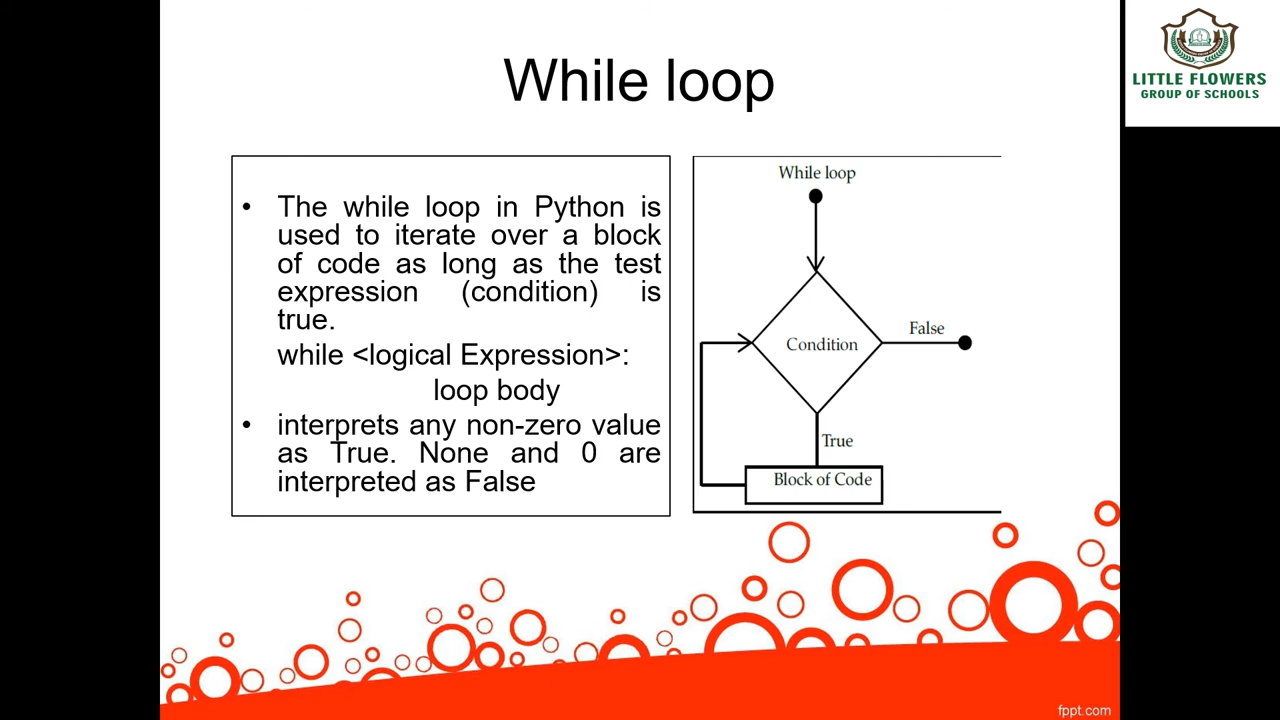 While loop
LITTLE FLOWERS
GROUP OF SCHOOLS
• The while loop in Python is
used to iterate over a block
of code as long as the test
expression (condition) is
true.
while <logical Expression>:
loop body
• interprets any non-zero value
as True. None and 0 are
interpreted as False
While loop
Condition
False
True
Block of Code
fppt.com